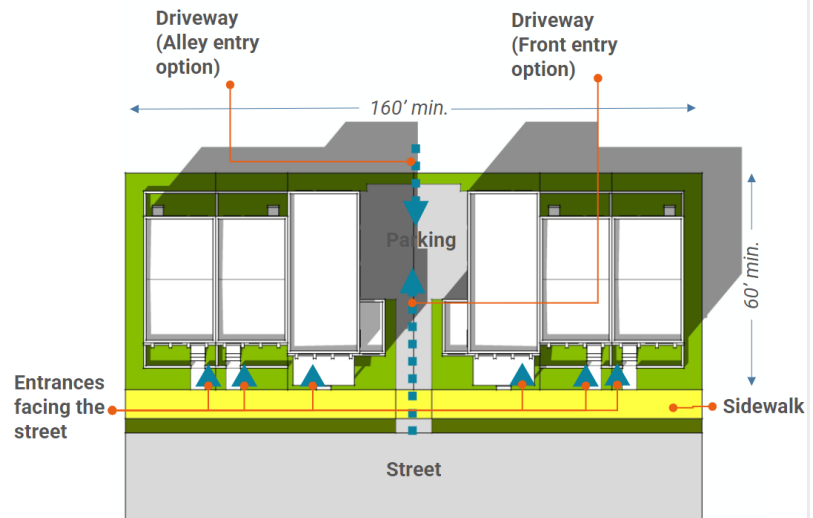 Driveway
(Alley entry
option)
Driveway
(Front entry
option)
160’ min.
Parking
60’ min.
Entrances
facing the
street
Sidewalk
Street